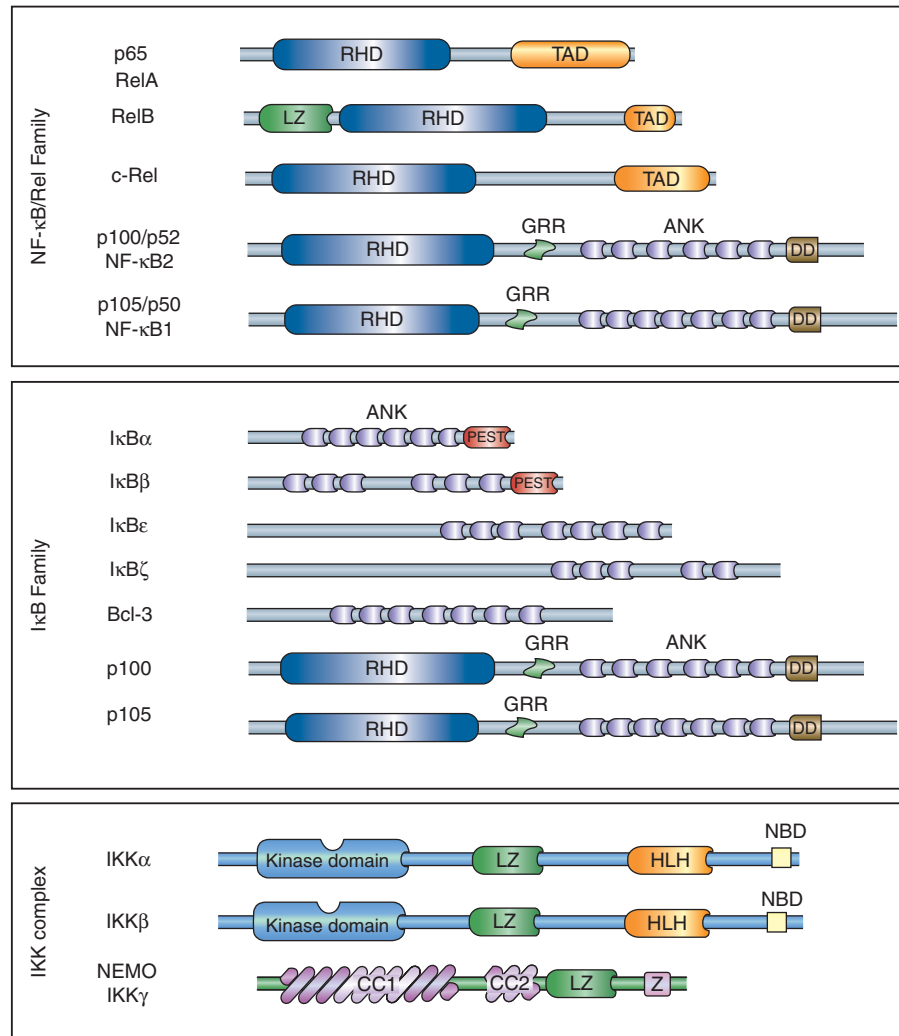 NF-κB/Rel Family
p65
RelA
RHD
TAD
RelB
LZ
RHD
TAD
c-Rel
RHD
TAD
p100/p52
NF-κB2
RHD
GRR
ANK
DD
p105/p50
NF-κB1
RHD
GRR
DD
IκB Family
IκBα
ANK
PEST
IκBβ
PEST
IκBε
IκBζ
Bcl-3
p100
RHD
GRR
ANK
DD
p105
RHD
GRR
DD
IKK complex
IKKα
Kinase domain
LZ
HLH
NBD
IKKβ
Kinase domain
LZ
HLH
NBD
NEMO
IKKγ
CC1
CC2
LZ
Z